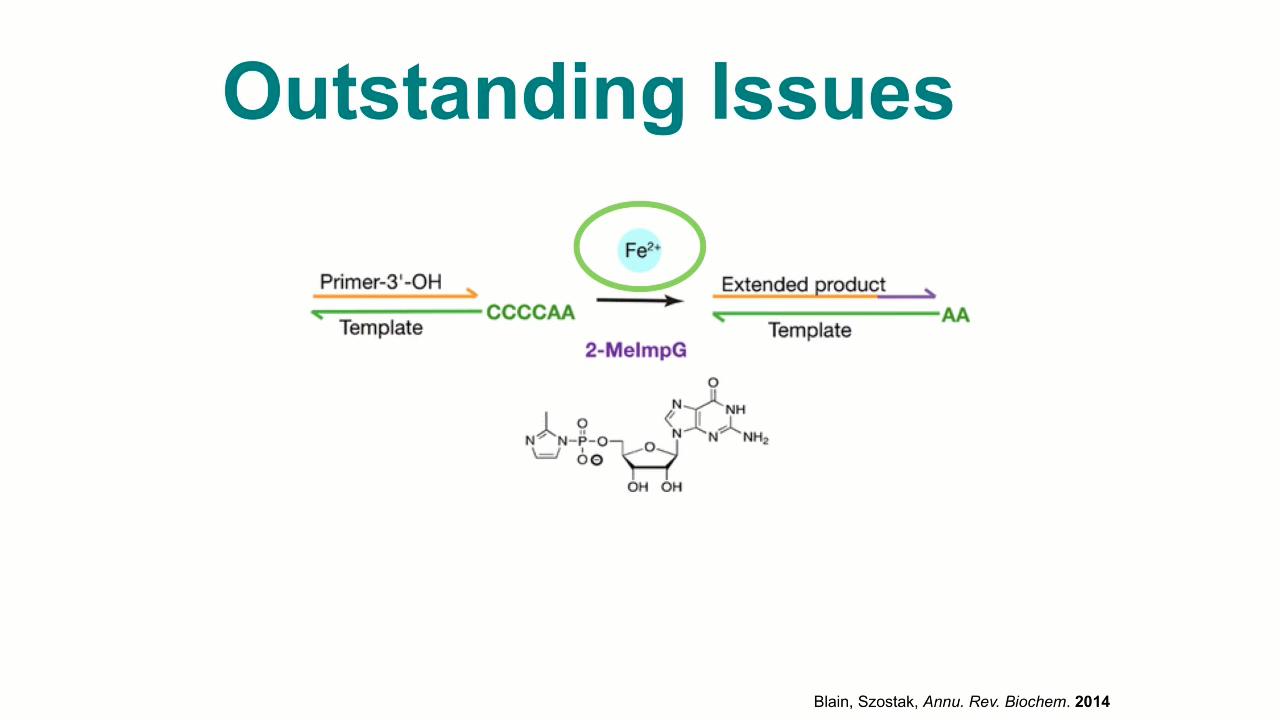 Outstanding Issues
Fe²⁺
Primer-3'-OH
Extended product
CCCCAA
AA
Template
Template
2-MeImpG
O
N
NH
N
N
NH₂
N
N
P
O
O
O
O ⊖
OH
OH
Blain, Szostak, Annu. Rev. Biochem. 2014